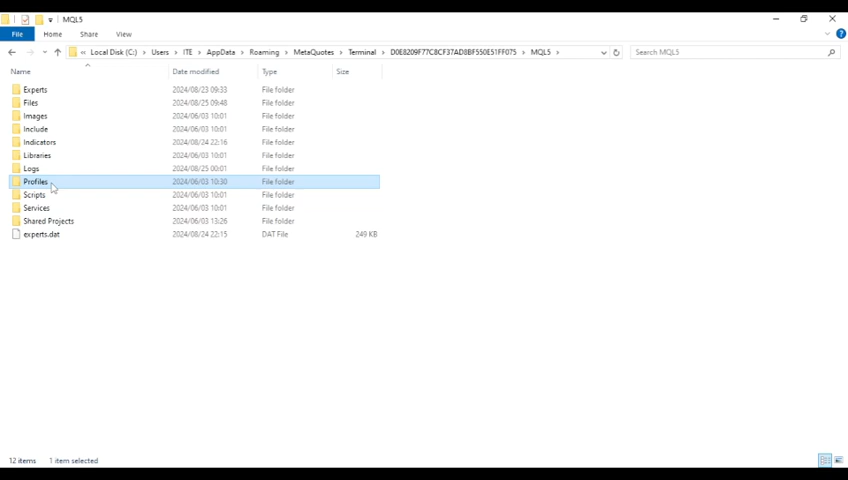 MQL5
File Home Share View
« Local Disk (C:) › Users › ITE › AppData › Roaming › MetaQuotes › Terminal › D0E8209F77C8CF37AD8BF550E51FF075 › MQL5 › Search MQL5
Name Date modified Type Size
Experts 2024/08/23 09:33 File folder
Files 2024/08/25 09:48 File folder
Images 2024/06/03 10:01 File folder
Include 2024/06/03 10:01 File folder
Indicators 2024/08/24 22:16 File folder
Libraries 2024/06/03 10:01 File folder
Logs 2024/08/25 00:01 File folder
Profiles 2024/06/03 10:30 File folder
Scripts 2024/06/03 10:01 File folder
Services 2024/06/03 10:01 File folder
Shared Projects 2024/06/03 13:26 File folder
experts.dat 2024/08/24 22:15 DAT File 249 KB
12 items 1 item selected